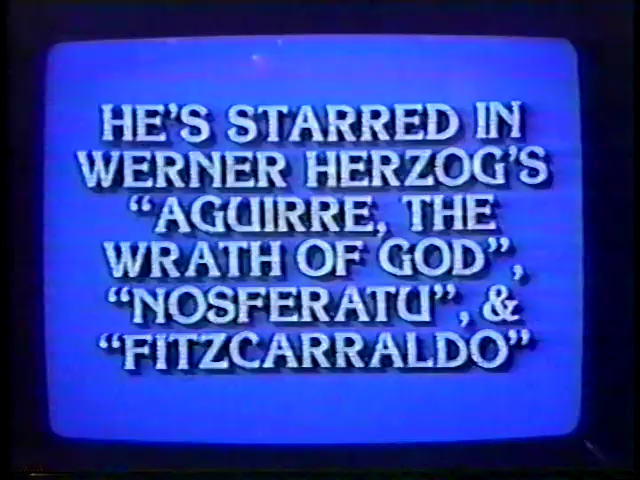 HE'S STARRED IN
WERNER HERZOG'S
"AGUIRRE, THE
WRATH OF GOD",
"NOSFERATU", &
"FITZCARRALDO"